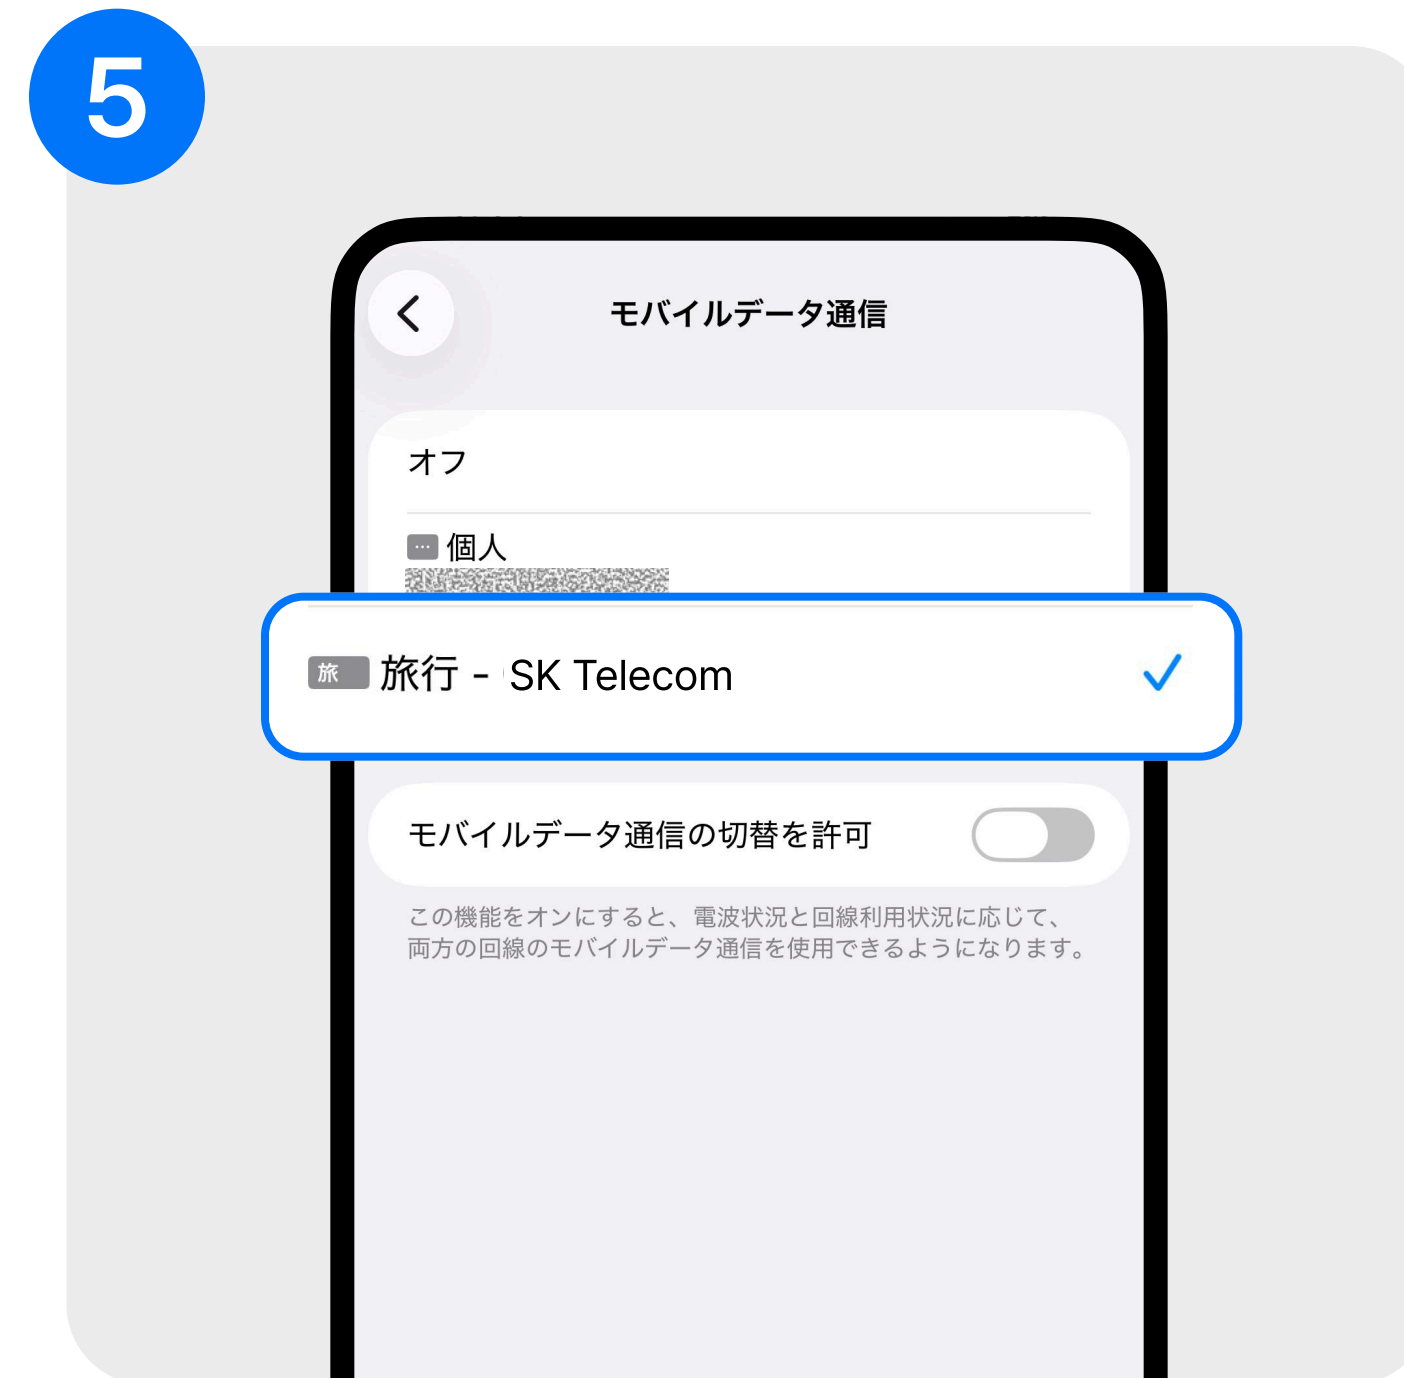 5
モバイルデータ通信
オフ
個人
旅 旅行 - SK Telecom
モバイルデータ通信の切替を許可
この機能をオンにすると、電波状況と回線利用状況に応じて、
両方の回線のモバイルデータ通信を使用できるようになります。